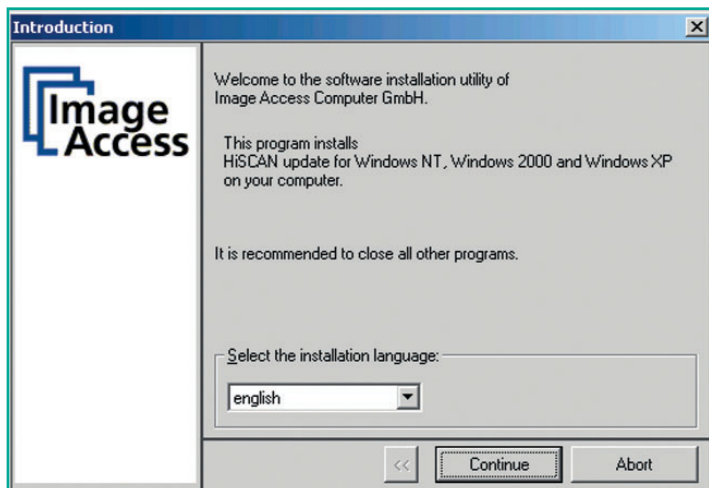 Introduction
Image
Access
Welcome to the software installation utility of
Image Access Computer GmbH.
This program installs
HiSCAN update for Windows NT, Windows 2000 and Windows XP
on your computer.
It is recommended to close all other programs.
Select the installation language:
english
<<
Continue
Abort